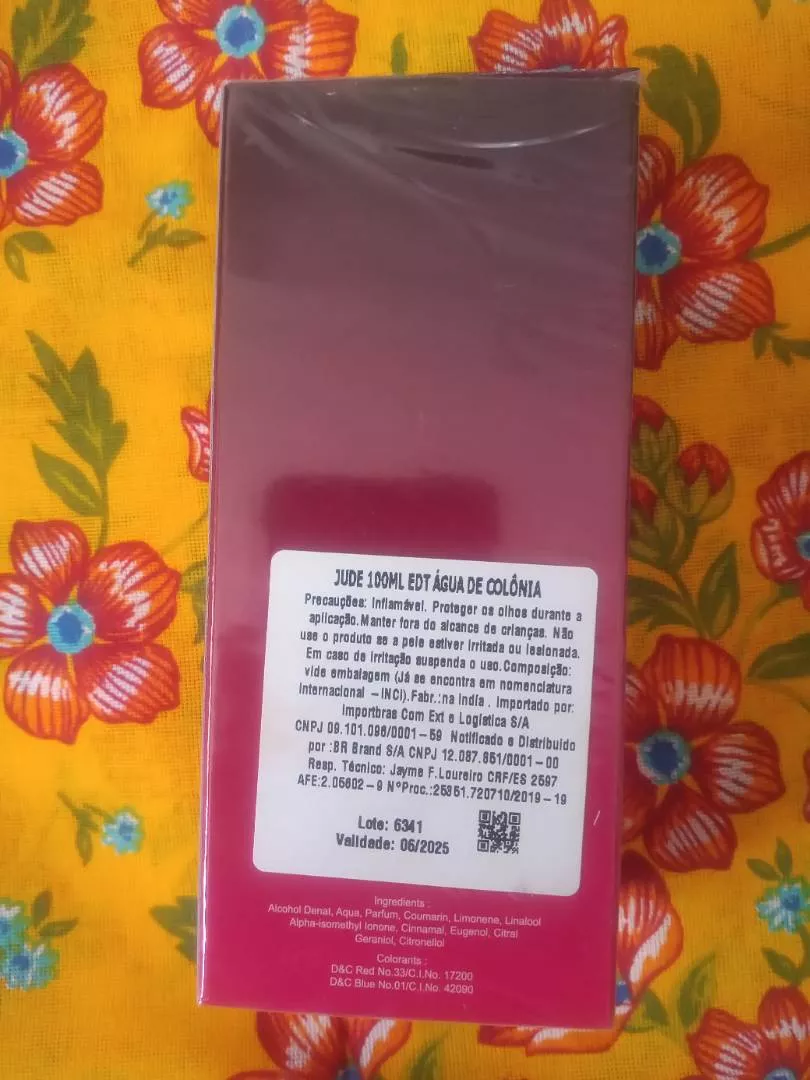 JUDE 100ML EDT ÁGUA DE COLÔNIA
Precauções: Inflamável. Proteger os olhos durante a
aplicação.Manter fora do alcance de crianças. Não
use o produto se a pele estiver irritada ou lesionada.
Em caso de irritação suspenda o uso.Composição:
vide embalagem (Já se encontra em nomenclatura
Internacional –INCI).Fabr.:na Índia . Importado por:
Importbras Com Ext e Logística S/A
CNPJ 09.101.096/0001–59 Notificado e Distribuido
por :BR Brand S/A CNPJ 12.087.851/0001–00
Resp. Técnico: Jayme F.Loureiro CRF/ES 2597
AFE:2.05602–9 N°Proc.:25351.720710/2019–19
Lote: 6341
Validade: 06/2025
Ingredients :
Alcohol Denat, Aqua, Parfum, Coumarin, Limonene, Linalool
Alpha-isomethyl Ionone, Cinnamal, Eugenol, Citral
Geraniol, Citronellol
Colorants :
D&C Red No.33/C.I.No. 17200
D&C Blue No.01/C.I.No. 42090